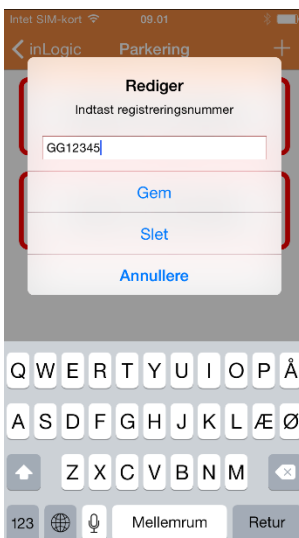 Intet SIM-kort 09.01
inLogic Parkering +
Rediger
Indtast registreringsnummer
GG12345
Gem
Slet
Annullere
Q W E R T Y U I O P Å
A S D F G H J K L Æ Ø
Z X C V B N M
123 Mellemrum Retur